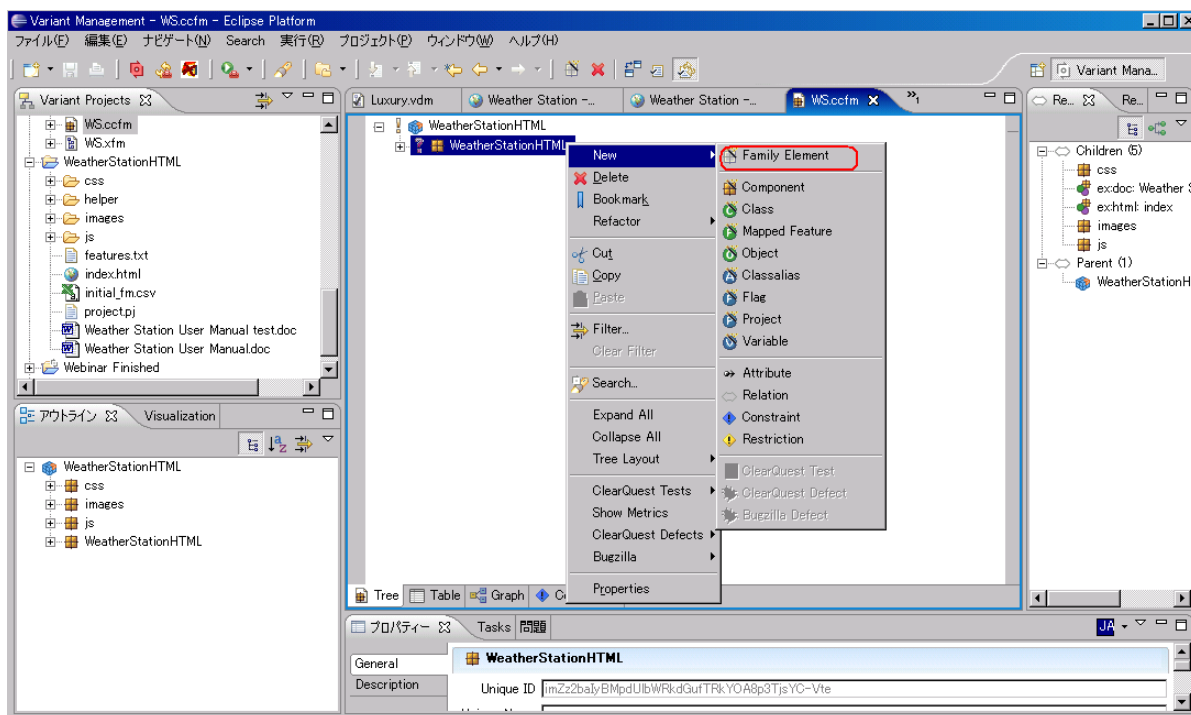 Variant Management - WS.ccfm - Eclipse Platform
ファイル(F) 編集(E) ナビゲート(N) Search 実行(R) プロジェクト(P) ウィンドウ(W) ヘルプ(H)
Variant Mana...
Variant Projects
WS.ccfm
WS.xfm
WeatherStationHTML
css
helper
images
js
features.txt
index.html
initial_fm.csv
project.pj
Weather Station User Manual test.doc
Weather Station User Manual.doc
Webinar Finished
アウトライン Visualization
WeatherStationHTML
css
images
js
WeatherStationHTML
Luxury.vdm Weather Station -... Weather Station -... WS.ccfm »1
WeatherStationHTML
WeatherStationHTML
New
Delete
Bookmark
Refactor
Cut
Copy
Paste
Filter...
Clear Filter
Search...
Expand All
Collapse All
Tree Layout
ClearQuest Tests
Show Metrics
ClearQuest Defects
Bugzilla
Properties
Family Element
Component
Class
Mapped Feature
Object
Classalias
Flag
Project
Variable
Attribute
Relation
Constraint
Restriction
ClearQuest Test
ClearQuest Defect
Bugzilla Defect
Tree Table Graph
Re... Re...
Children (5)
css
ex:doc: Weather
ex:html: index
images
js
Parent (1)
WeatherStationH
プロパティー Tasks 問題 JA
General
Description
WeatherStationHTML
Unique ID